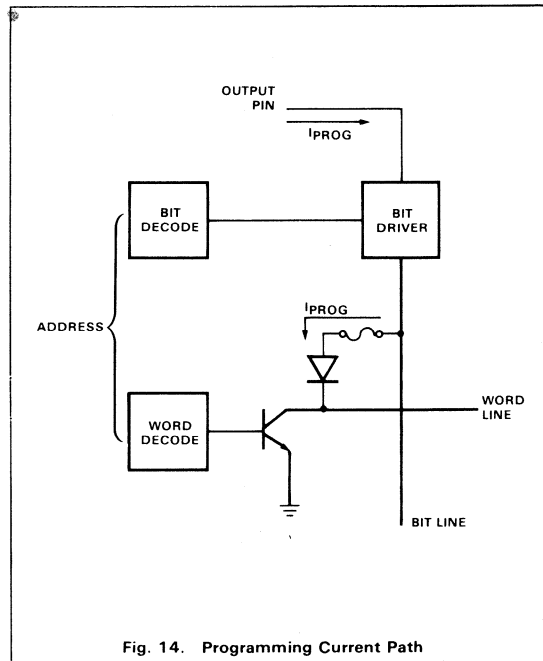 OUTPUT
PIN
IPROG
BIT
DECODE
BIT
DRIVER
IPROG
ADDRESS
WORD
DECODE
WORD
LINE
BIT LINE
Fig. 14. Programming Current Path